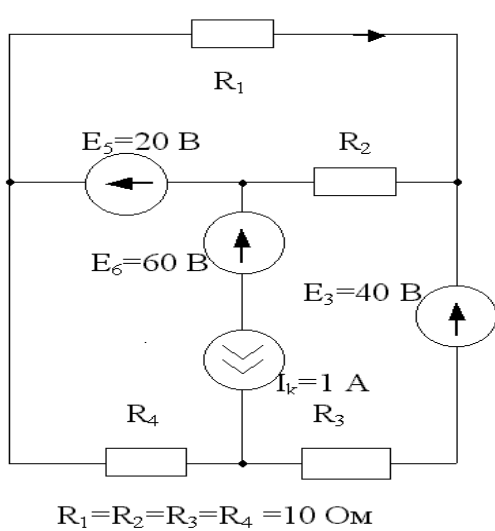 R₁
E₅=20 В
R₂
E₆=60 В
E₃=40 В
Iₖ=1 А
R₄
R₃
R₁=R₂=R₃=R₄ =10 Ом